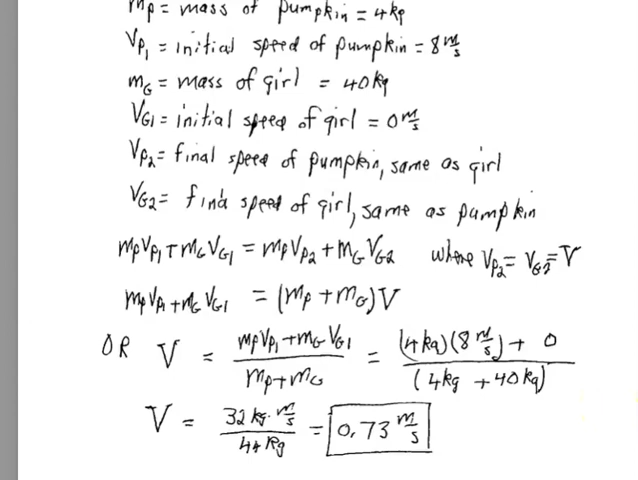 mP = mass of pumpkin = 4kg
VP1 = initial speed of pumpkin = 8 m/s
mG = mass of girl = 40kg
VG1 = initial speed of girl = 0 m/s
VP2 = final speed of pumpkin, same as girl
VG2 = final speed of girl, same as pumpkin
mPVP1 + mGVG1 = mPVP2 + mGVG2 where VP2 = VG2 = V
mPVP1 + mGVG1 = (mP + mG)V
OR V = (mPVP1 + mGVG1)/(mP + mG) = ((4kg)(8 m/s) + 0)/(4kg + 40kg)
V = (32 kg·m/s)/(44 kg) = 0.73 m/s